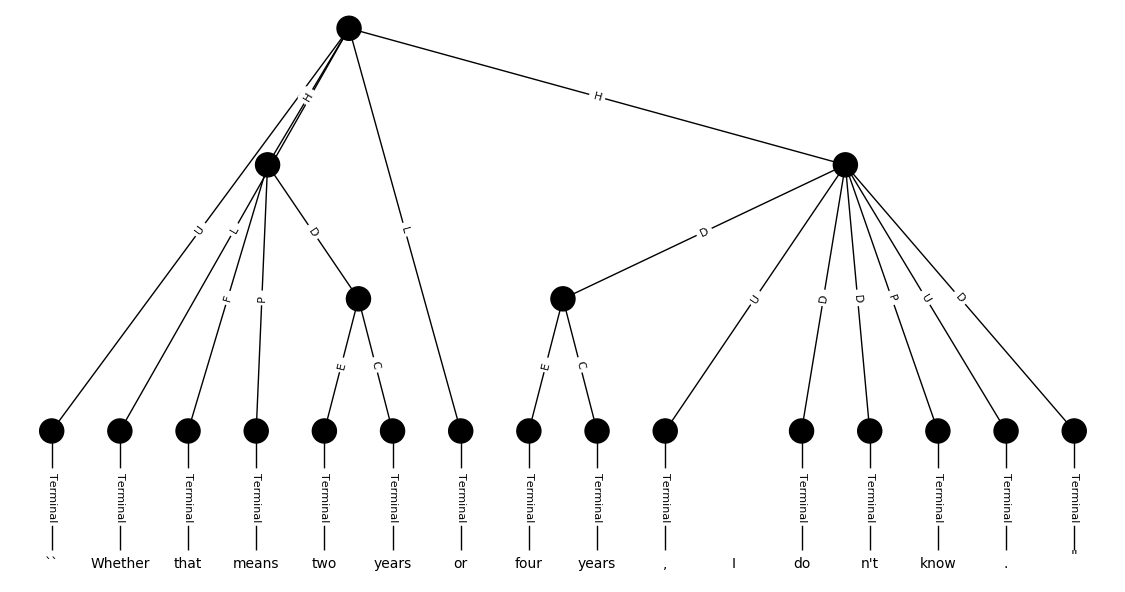 H
H
U
L
D
L
D
F
P
U
D
D
P
U
D
E
C
E
C
Terminal Terminal Terminal Terminal Terminal Terminal Terminal Terminal Terminal Terminal Terminal Terminal Terminal Terminal Terminal
`` Whether that means two years or four years , I do n't know . "